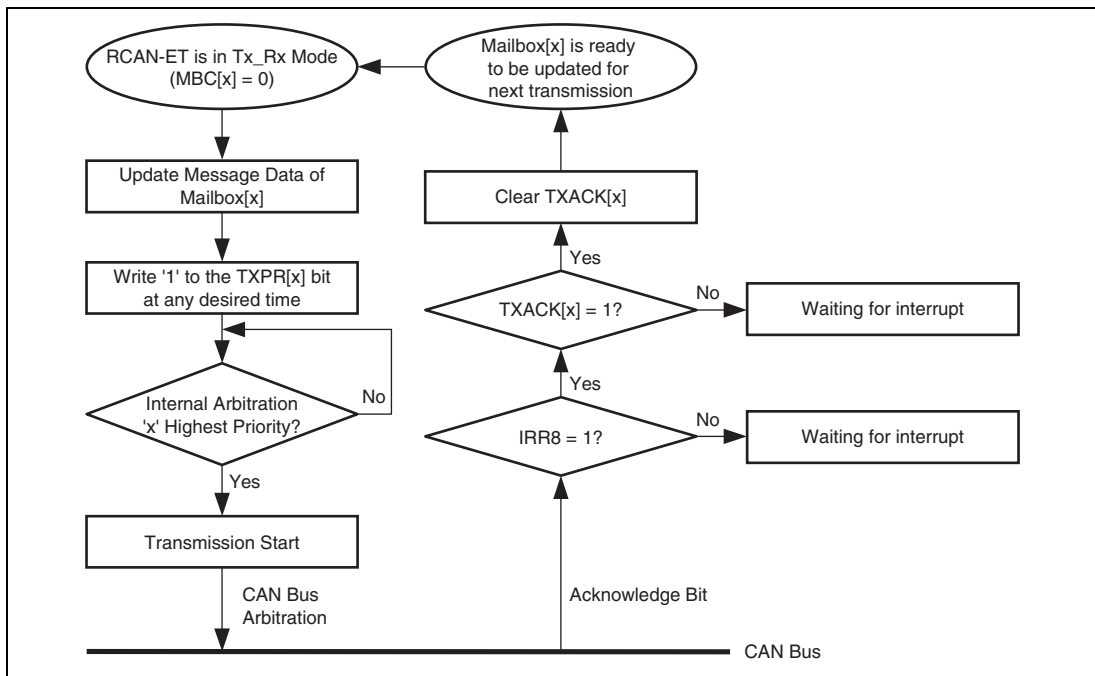 RCAN-ET is in Tx_Rx Mode
(MBC[x] = 0)
Update Message Data of
Mailbox[x]
Write '1' to the TXPR[x] bit
at any desired time
Internal Arbitration
'x' Highest Priority?
No
Yes
Transmission Start
CAN Bus
Arbitration
Mailbox[x] is ready
to be updated for
next transmission
Clear TXACK[x]
Yes
TXACK[x] = 1?
No
Waiting for interrupt
Yes
IRR8 = 1?
No
Waiting for interrupt
Acknowledge Bit
CAN Bus